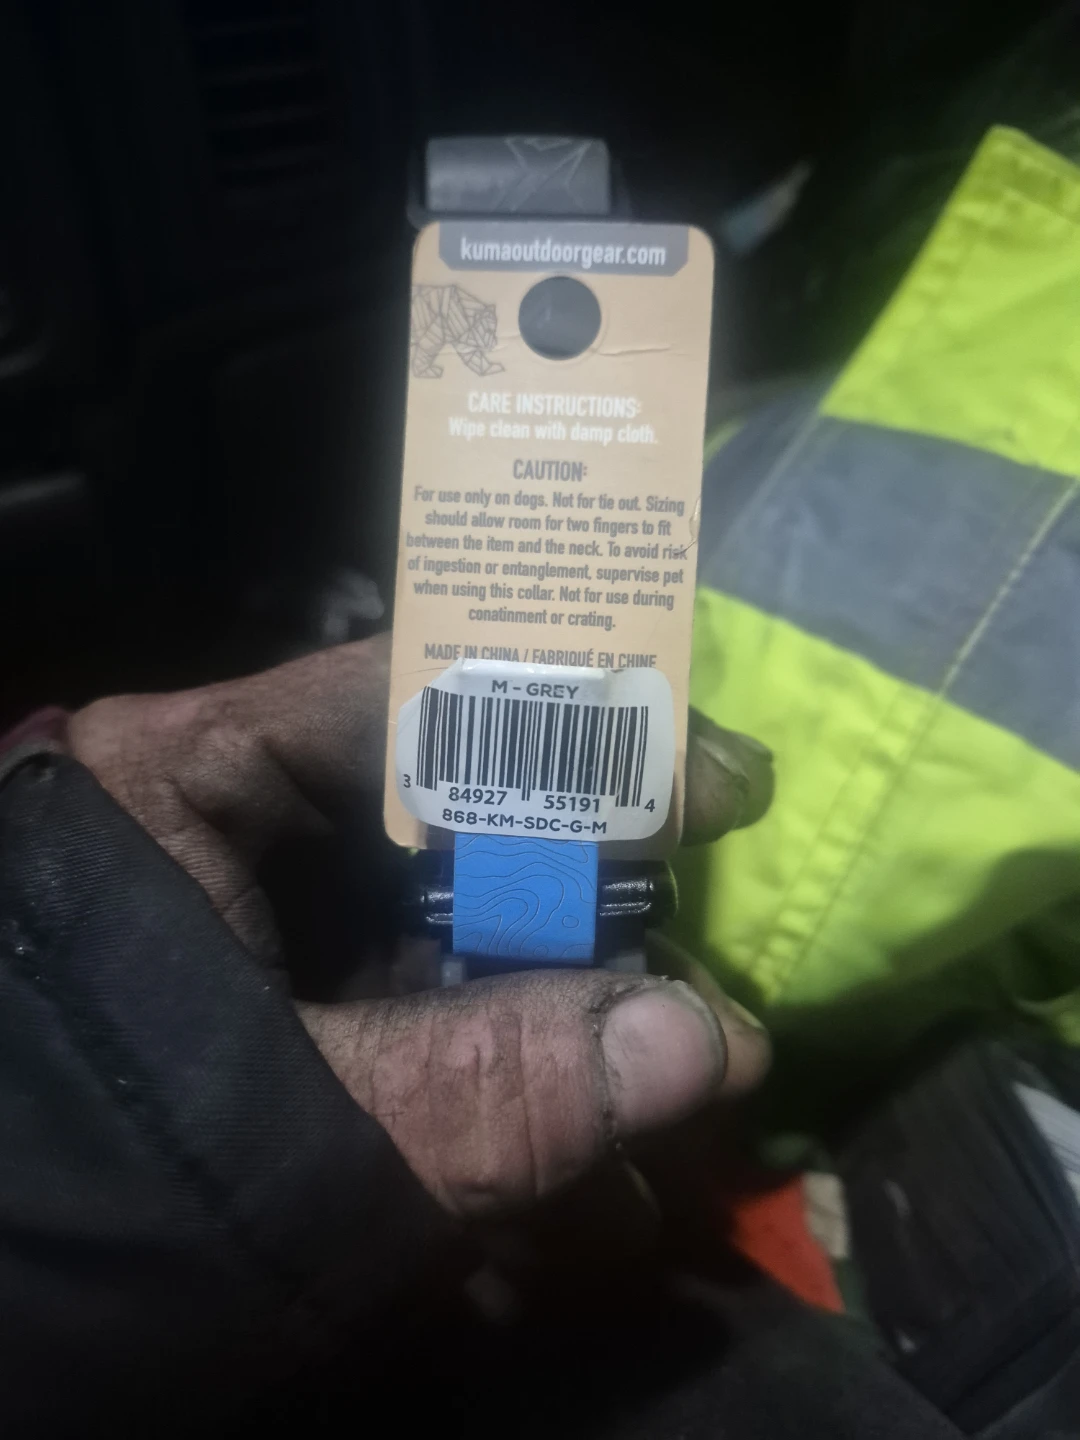 kumaoutdoorgear.com
CARE INSTRUCTIONS:
Wipe clean with damp cloth.
CAUTION:
For use only on dogs. Not for tie out. Sizing
should allow room for two fingers to fit
between the item and the neck. To avoid risk
of ingestion or entanglement, supervise pet
when using this collar. Not for use during
conatinment or crating.
MADE IN CHINA / FABRIQUÉ EN CHINE
M - GREY
3 84927 55191 4
868-KM-SDC-G-M